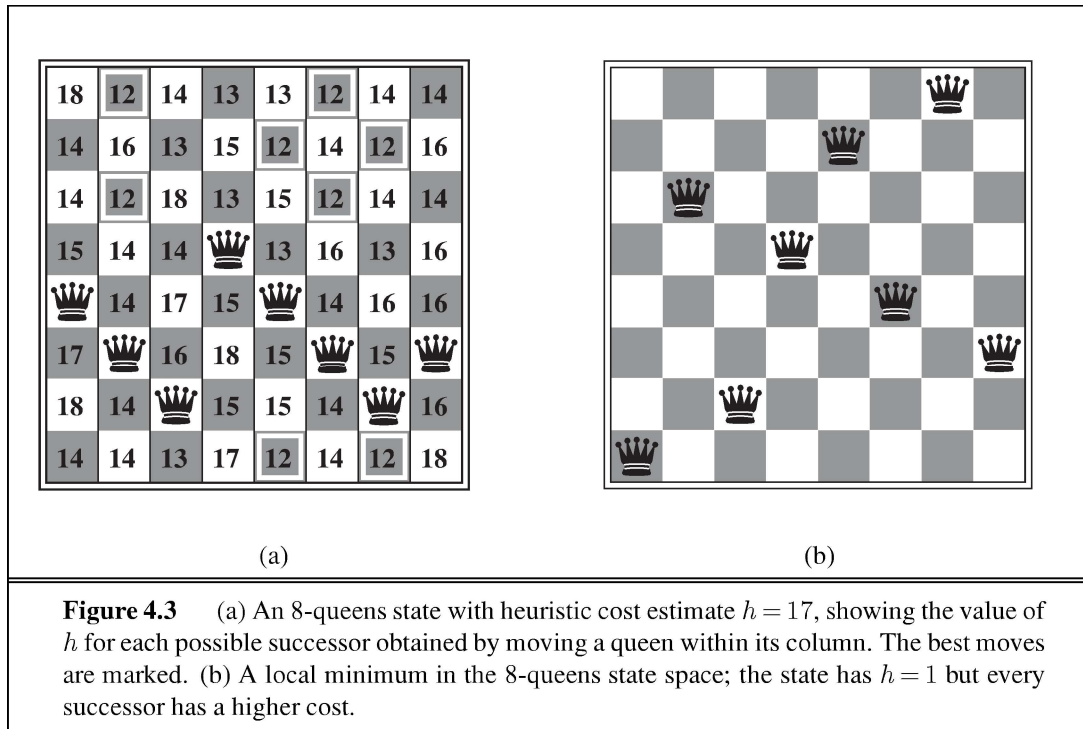 18 12 14 13 13 12 14 14
14 16 13 15 12 14 12 16
14 12 18 13 15 12 14 14
15 14 14 13 16 13 16
14 17 15 14 16 16
17 16 18 15 15
18 14 15 15 14 16
14 14 13 17 12 14 12 18
(a) (b)
Figure 4.3 (a) An 8-queens state with heuristic cost estimate h = 17, showing the value of
h for each possible successor obtained by moving a queen within its column. The best moves
are marked. (b) A local minimum in the 8-queens state space; the state has h = 1 but every
successor has a higher cost.